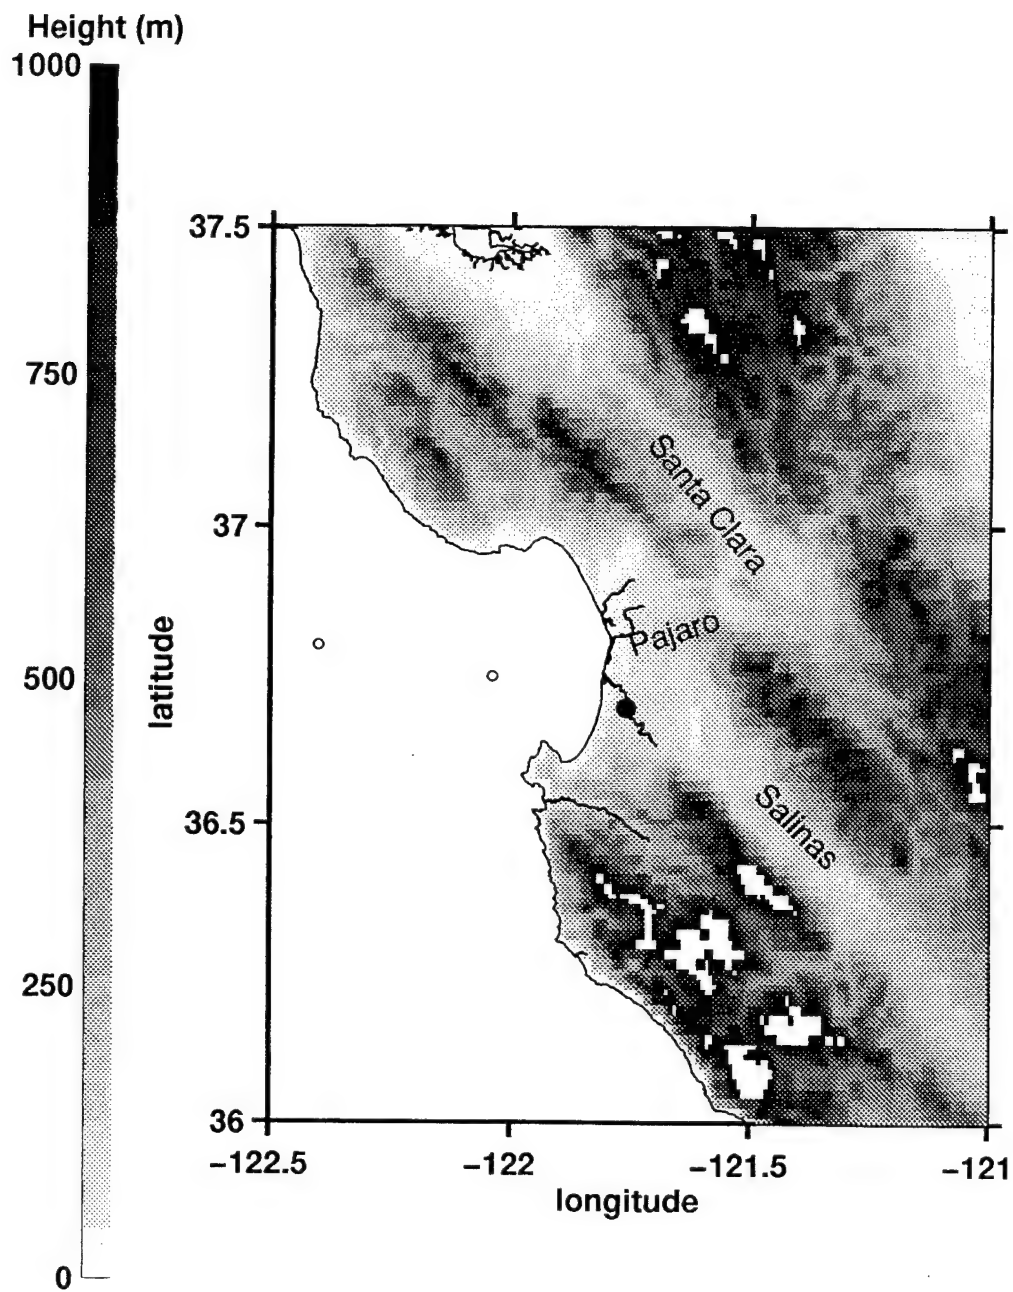 Height (m)
1000
750
500
250
0
37.5
37
36.5
36
latitude
Santa Clara
Pajaro
Salinas
−122.5
−122
−121.5
−121
longitude